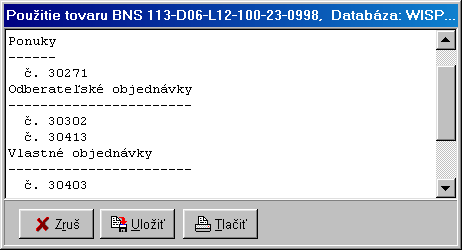 Použitie tovaru BNS 113-D06-L12-100-23-0998, Databáza: WISP...
Ponuky
------
č. 30271
Odberateľské objednávky
-----------------------
č. 30302
č. 30413
Vlastné objednávky
-----------------------
č. 30403
Zruš Uložiť Tlačiť